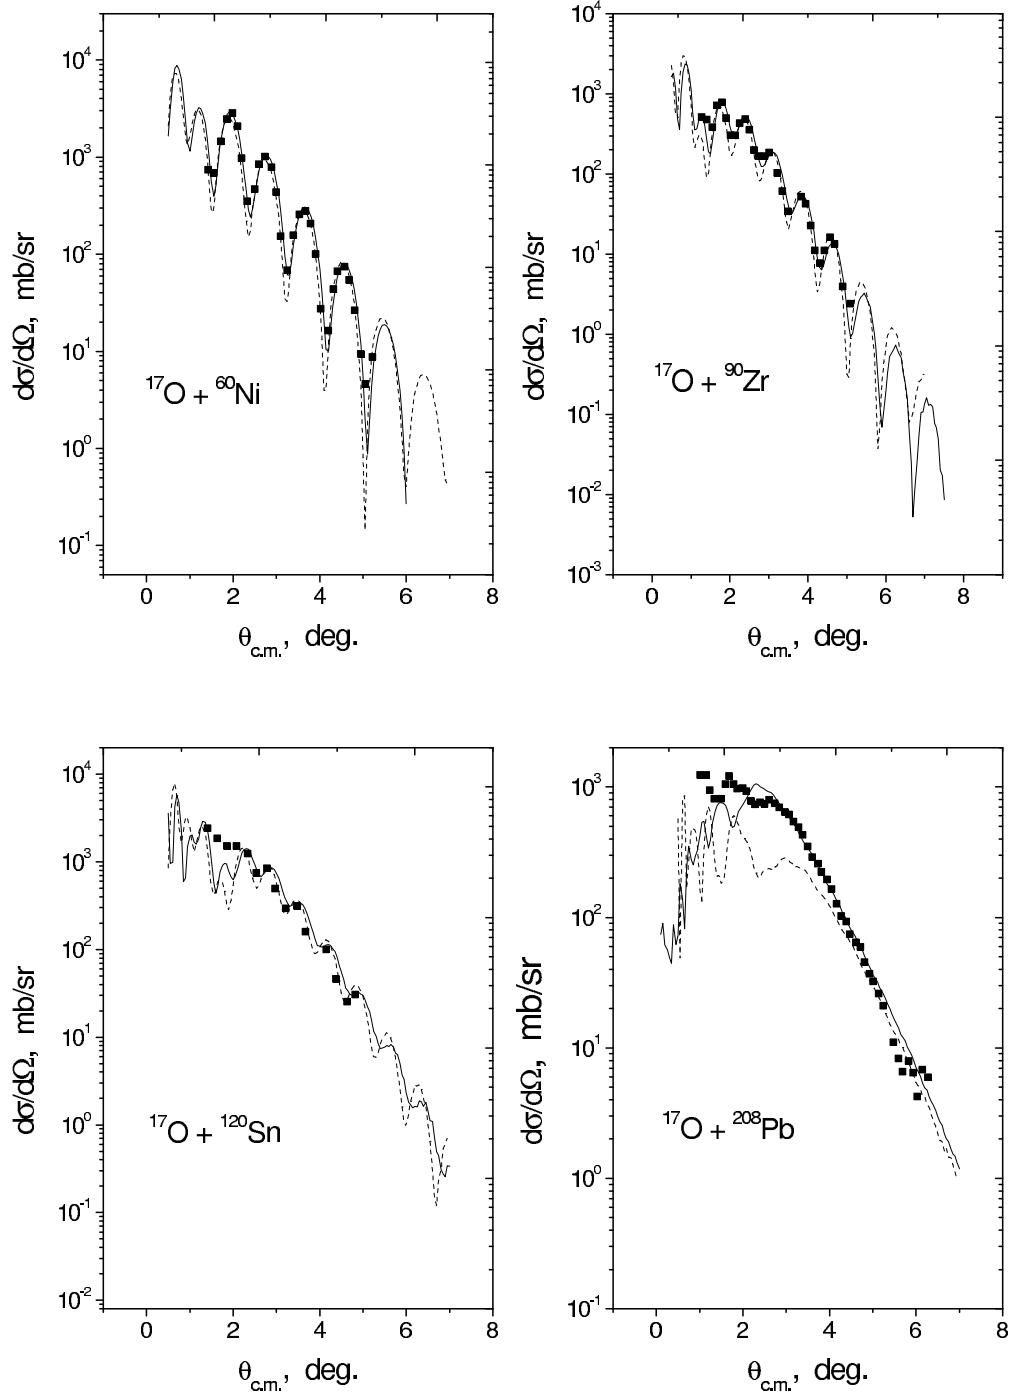 10⁴
10³
10²
10¹
10⁰
10⁻¹
dσ/dΩ, mb/sr
¹⁷O + ⁶⁰Ni
0 2 4 6 8
θc.m., deg.
10⁴
10³
10²
10¹
10⁰
10⁻¹
10⁻²
10⁻³
dσ/dΩ, mb/sr
¹⁷O + ⁹⁰Zr
0 2 4 6 8
θc.m., deg.
10⁴
10³
10²
10¹
10⁰
10⁻¹
10⁻²
dσ/dΩ, mb/sr
¹⁷O + ¹²⁰Sn
0 2 4 6 8
θc.m., deg.
10³
10²
10¹
10⁰
10⁻¹
dσ/dΩ, mb/sr
¹⁷O + ²⁰⁸Pb
0 2 4 6 8
θc.m., deg.